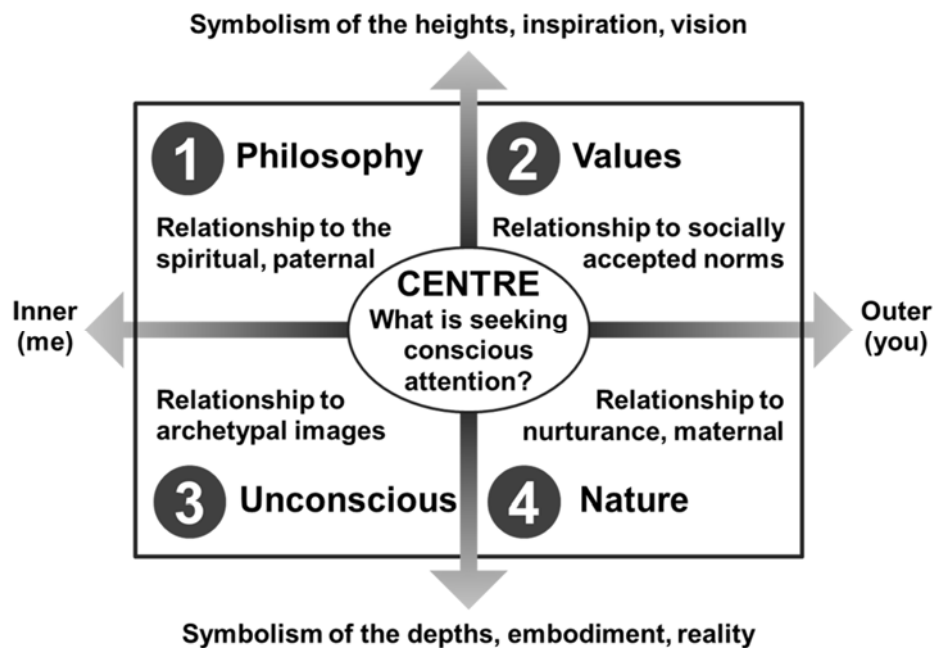 Symbolism of the heights, inspiration, vision
1 Philosophy
Relationship to the
spiritual, paternal
2 Values
Relationship to socially
accepted norms
Inner
(me)
CENTRE
What is seeking
conscious
attention?
Outer
(you)
Relationship to
archetypal images
3 Unconscious
Relationship to
nurturance, maternal
4 Nature
Symbolism of the depths, embodiment, reality